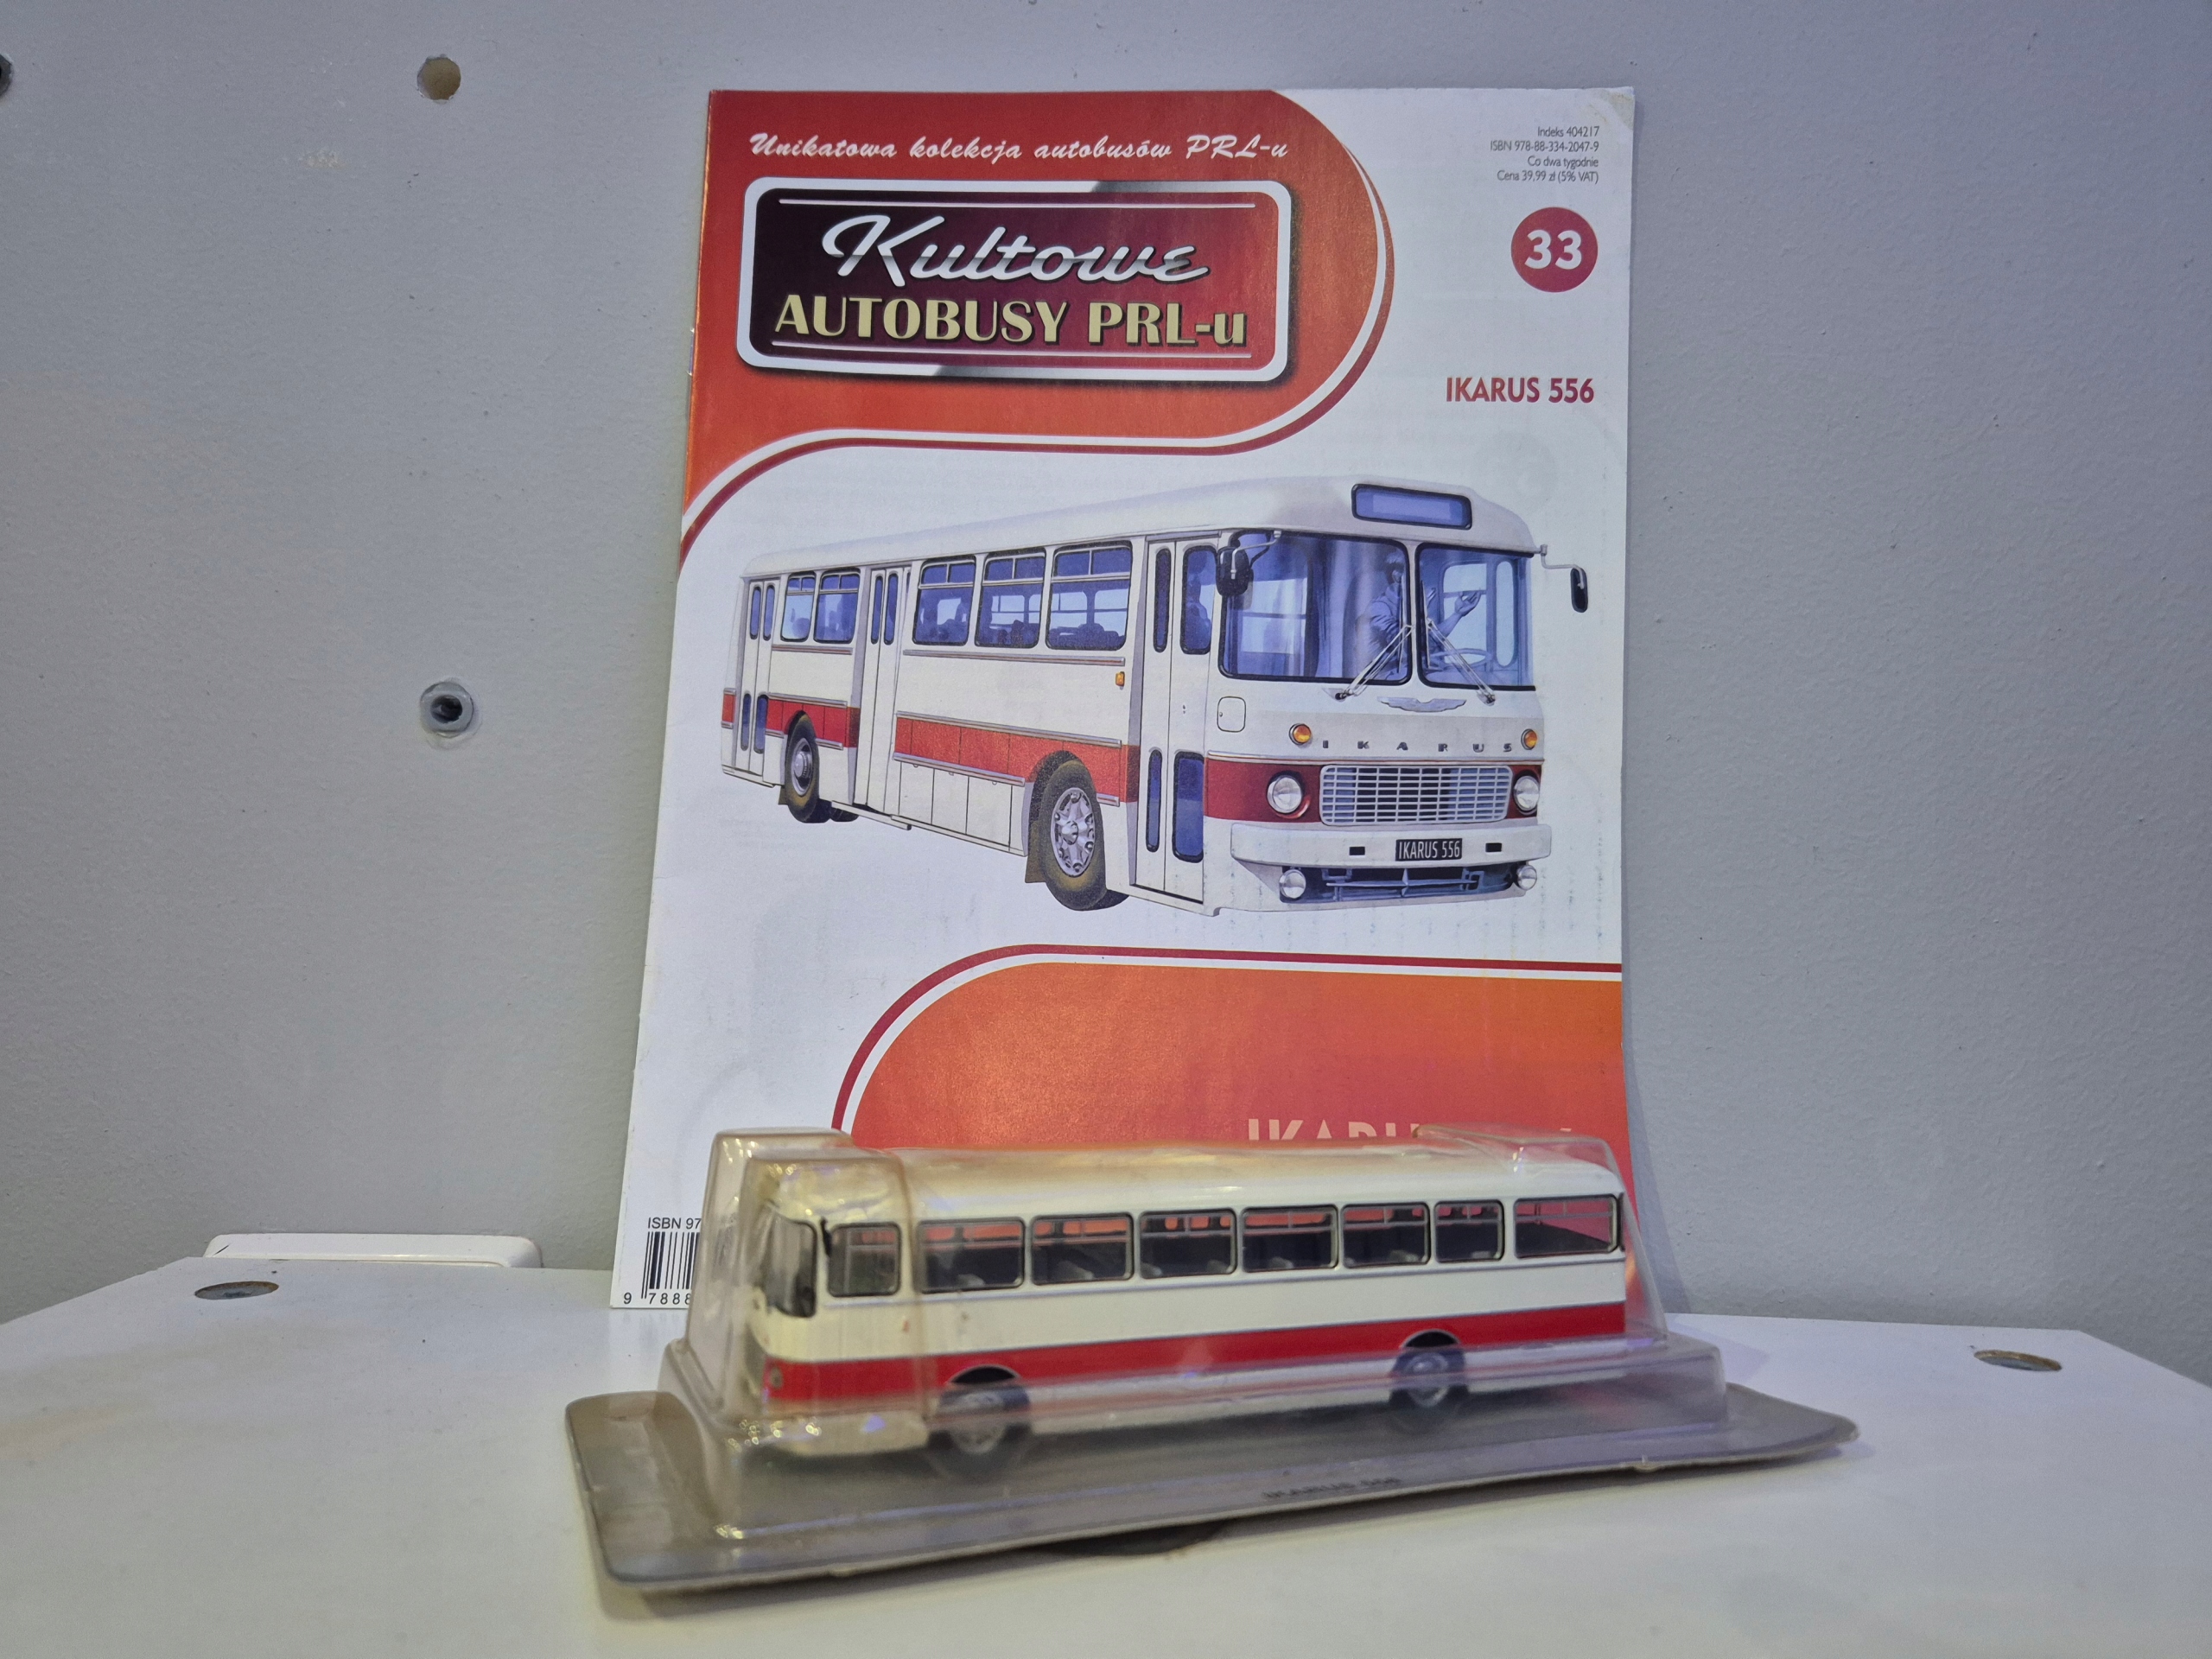 Unikatowa kolekcja autobusów PRL-u
Kultowe
AUTOBUSY PRL-u
Indeks 404217
ISBN 978-88-334-2047-9
Co dwa tygodnie
Cena 39,99 zł (5% VAT)
33
IKARUS 556
IKARUS
IKARUS 556
ISBN 97
9 7888